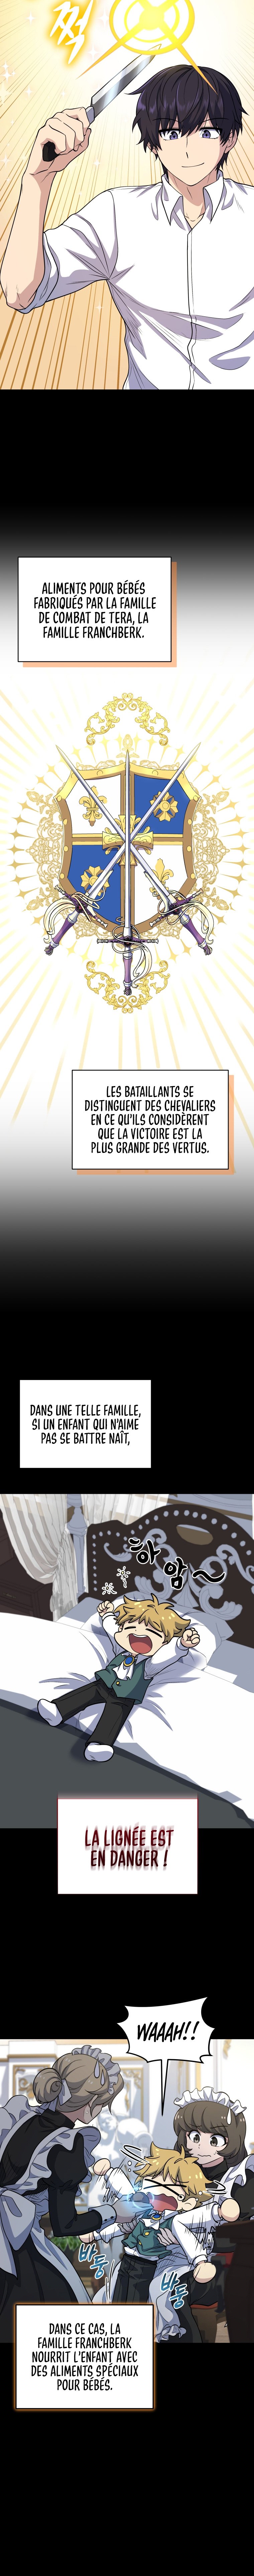 쩍
ALIMENTS POUR BÉBÉS
FABRIQUÉS PAR LA FAMILLE
DE COMBAT DE TERA, LA
FAMILLE FRANCHBERK.
LES BATAILLANTS SE
DISTINGUENT DES CHEVALIERS
EN CE QU'ILS CONSIDÈRENT
QUE LA VICTOIRE EST LA
PLUS GRANDE DES VERTUS.
DANS UNE TELLE FAMILLE,
SI UN ENFANT QUI N'AIME
PAS SE BATTRE NAÎT,
하암~
LA LIGNÉE EST
EN DANGER !
WAAAH!!
바둥
바둥
DANS CE CAS, LA
FAMILLE FRANCHBERK
NOURRIT L'ENFANT AVEC
DES ALIMENTS SPÉCIAUX
POUR BÉBÉS.